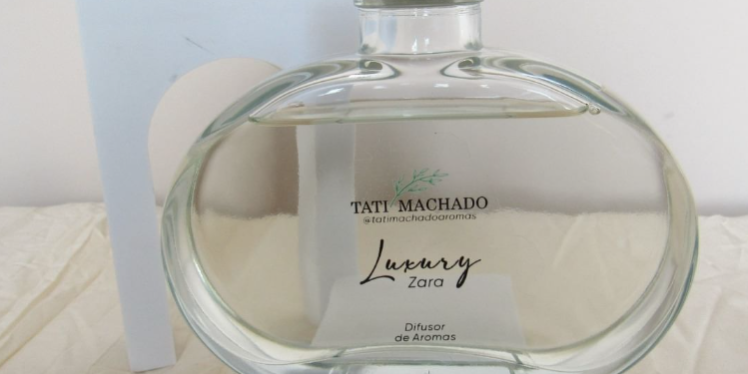 TATI MACHADO
@tatimachadoaromas
Luxury
Zara
Difusor
de Aromas